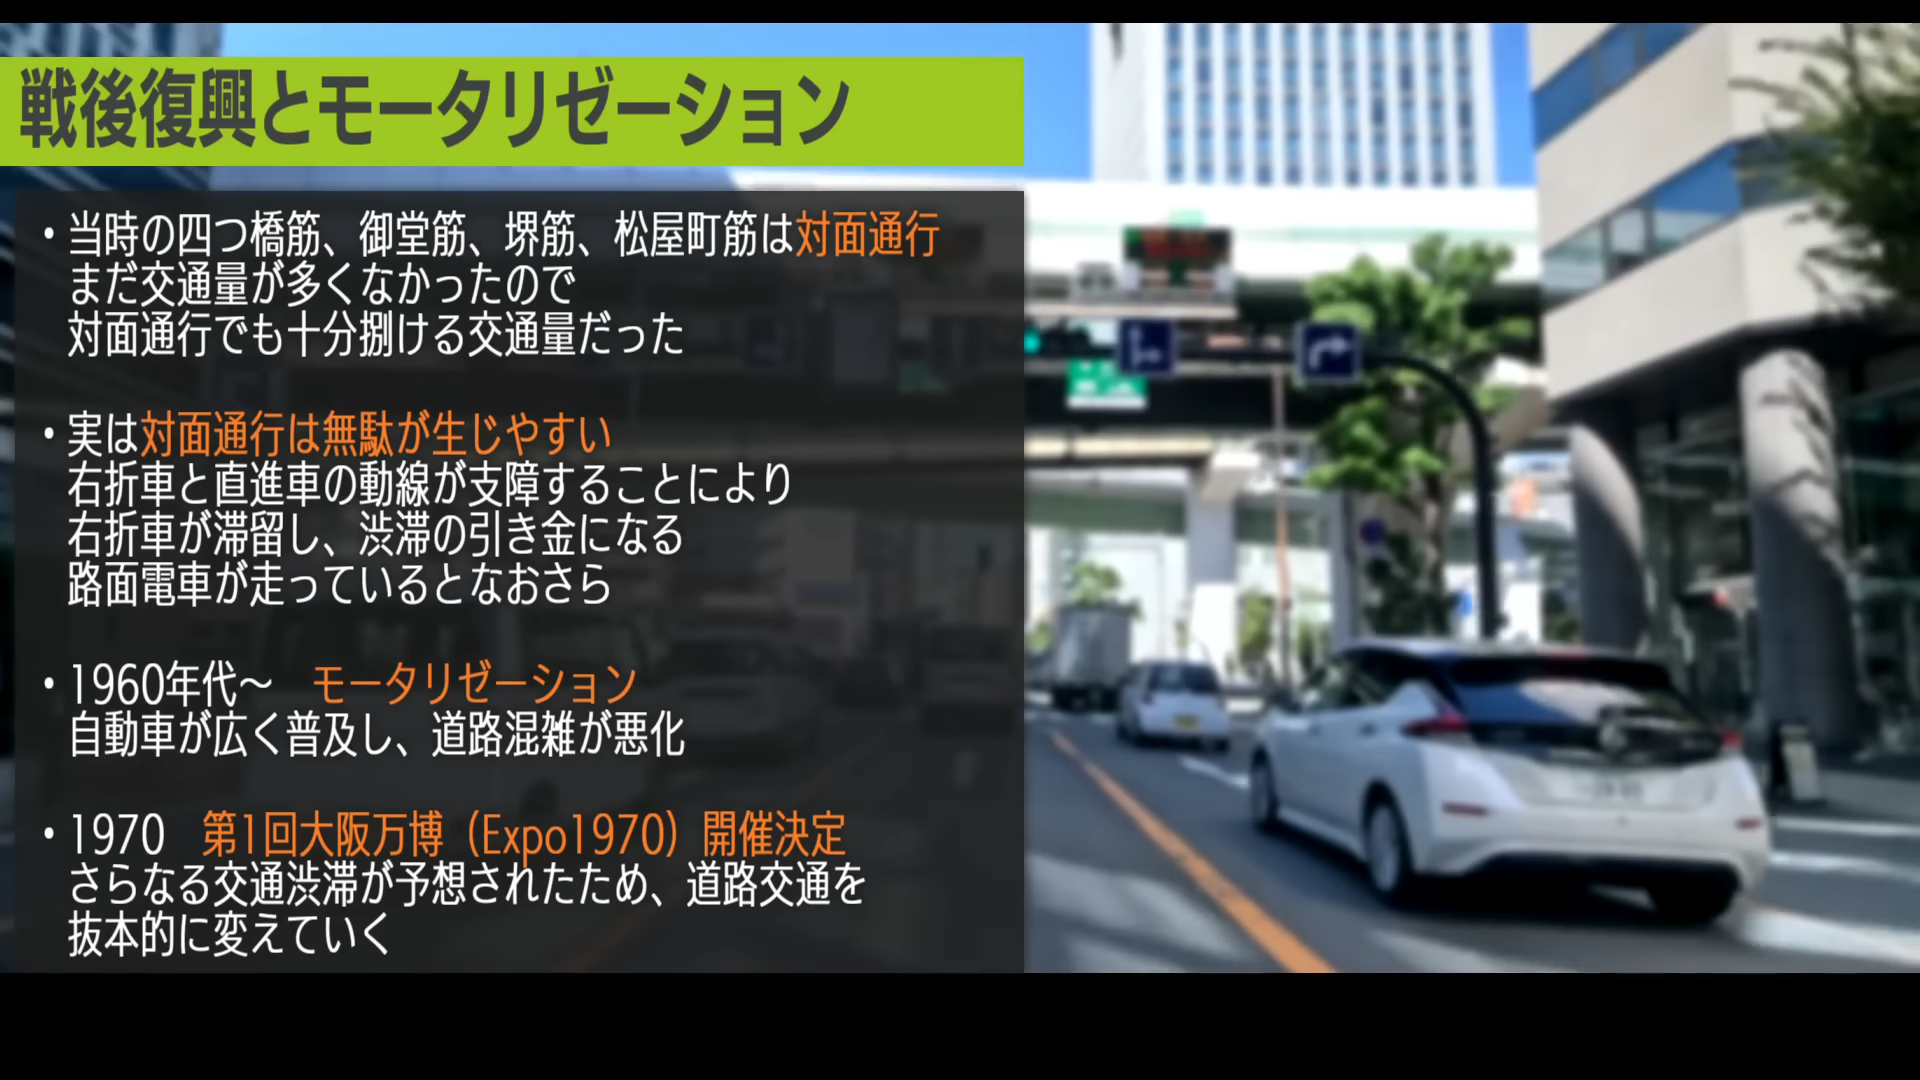 戦後復興とモータリゼーション
・当時の四つ橋筋、御堂筋、堺筋、松屋町筋は対面通行
まだ交通量が多くなかったので
対面通行でも十分捌ける交通量だった
・実は対面通行は無駄が生じやすい
右折車と直進車の動線が支障することにより
右折車が滞留し、渋滞の引き金になる
路面電車が走っているとなおさら
・1960年代～　モータリゼーション
自動車が広く普及し、道路混雑が悪化
・1970　第1回大阪万博（Expo1970）開催決定
さらなる交通渋滞が予想されたため、道路交通を
抜本的に変えていく